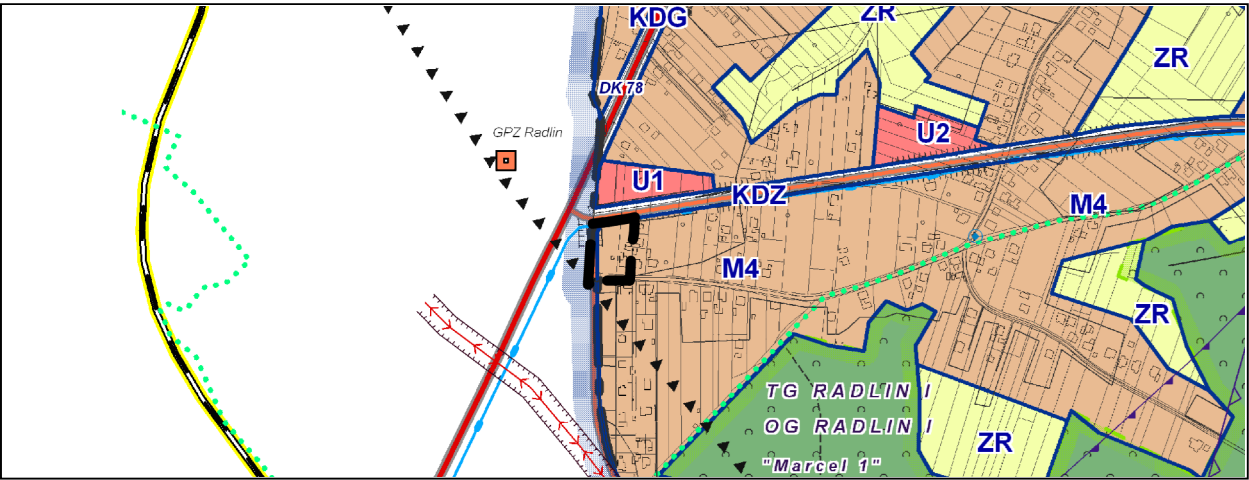 KDG
ZR
ZR
DK 78
GPZ Radlin
U2
U1
KDZ
M4
M4
ZR
TG RADLIN I
OG RADLIN I
ZR
"Marcel 1"